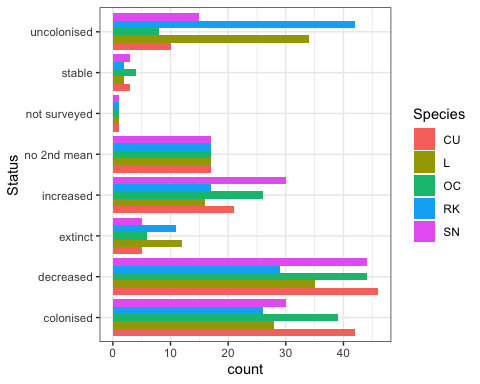 Status
uncolonised
stable
not surveyed
no 2nd mean
increased
extinct
decreased
colonised
0 10 20 30 40
count
Species
CU
L
OC
RK
SN